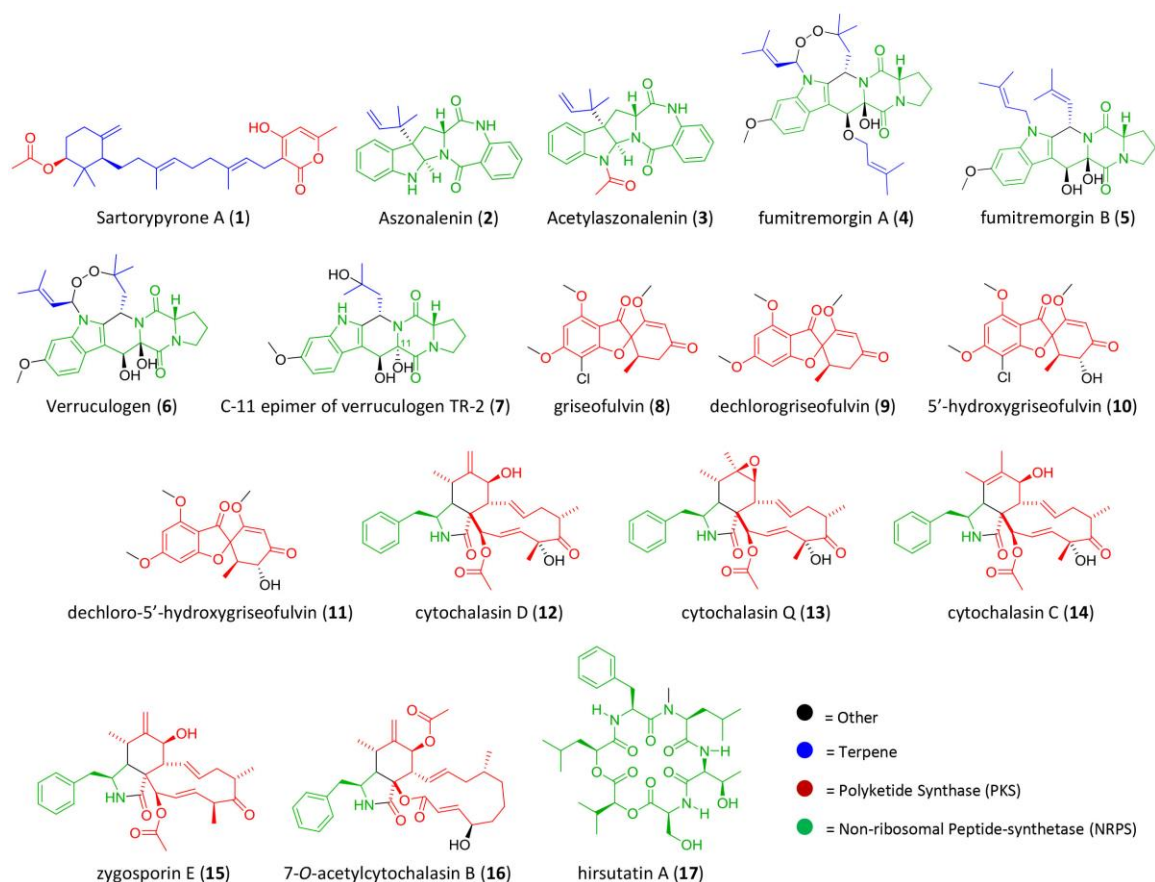 Sartorypyrone A (1)
Aszonalenin (2)
Acetylaszonalenin (3)
fumitremorgin A (4)
fumitremorgin B (5)
Verruculogen (6)
C-11 epimer of verruculogen TR-2 (7)
griseofulvin (8)
dechlorogriseofulvin (9)
5′-hydroxygriseofulvin (10)
dechloro-5′-hydroxygriseofulvin (11)
cytochalasin D (12)
cytochalasin Q (13)
cytochalasin C (14)
zygosporin E (15)
7-O-acetylcytochalasin B (16)
hirsutatin A (17)
= Other
= Terpene
= Polyketide Synthase (PKS)
= Non-ribosomal Peptide-synthetase (NRPS)